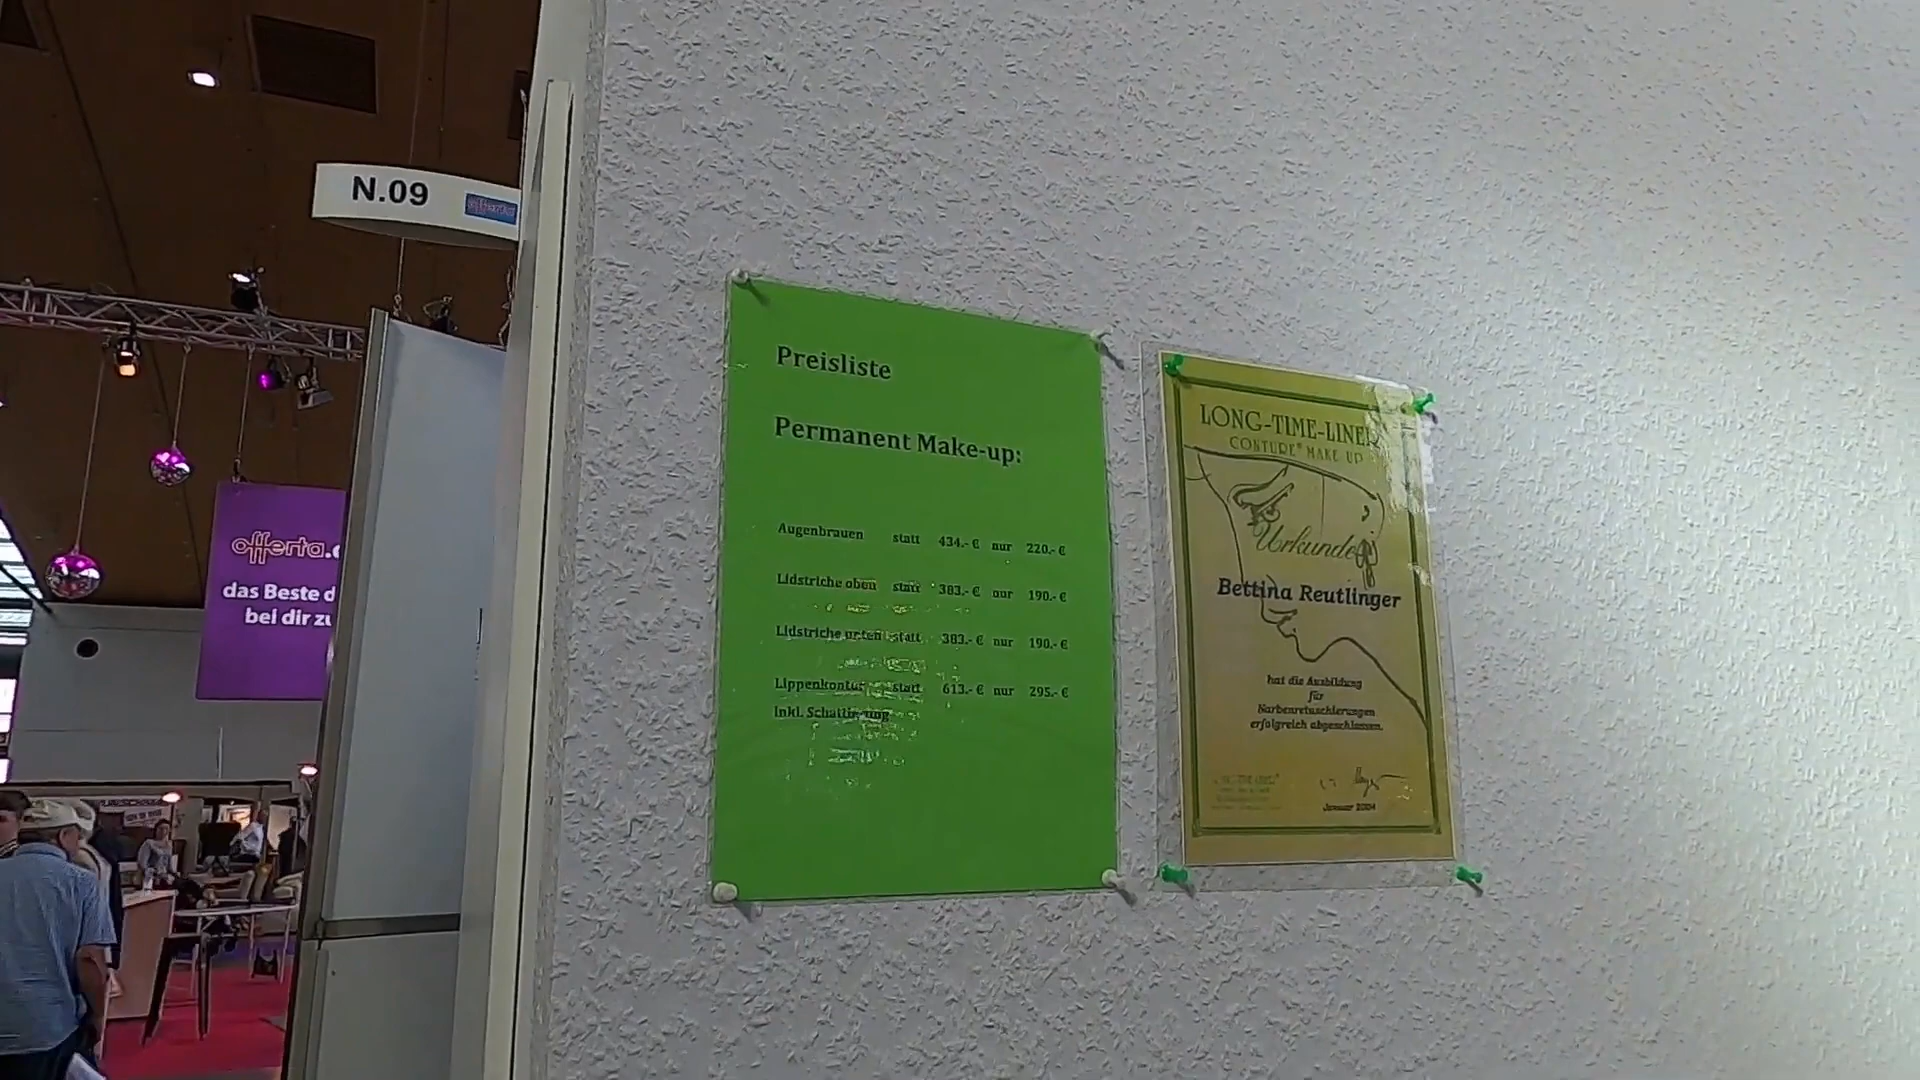 N.09
offerta
offerta.
das Beste d
bei dir zu
Preisliste
Permanent Make-up:
Augenbrauen statt 434.- € nur 220.- €
Lidstriche oben statt 383.- € nur 190.- €
Lidstriche unten statt 383.- € nur 190.- €
Lippenkontur statt 613.- € nur 295.- €
inkl. Schattierung
LONG-TIME-LINER
CONTURE® MAKE UP
Urkunde
Bettina Reutlinger
hat die Ausbildung
für
Narbenretuschierungen
erfolgreich abgeschlossen.
Januar 2004